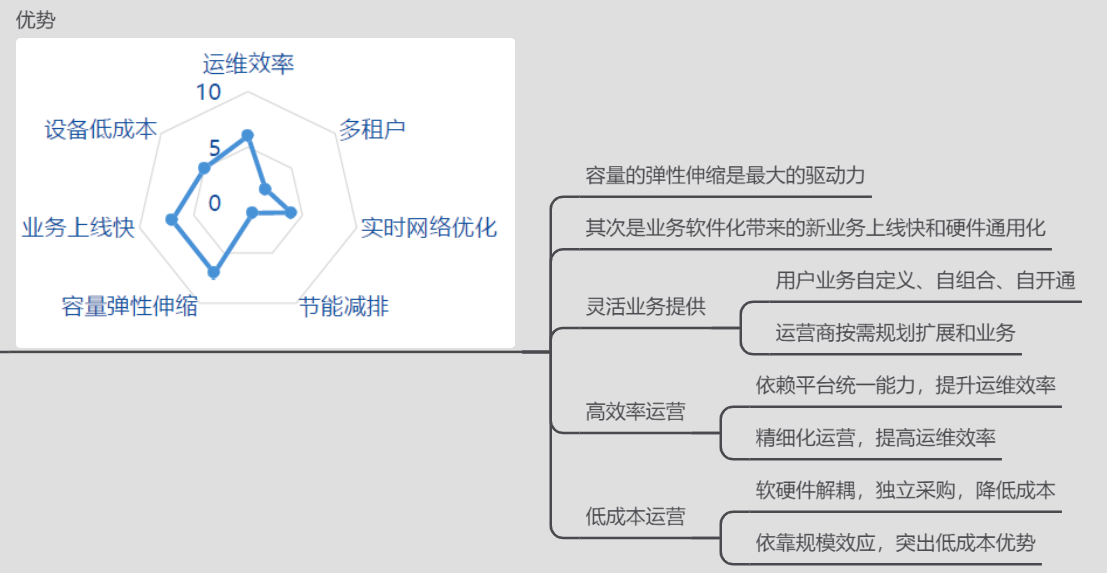 优势
运维效率
10
设备低成本
多租户
5
0
业务上线快
实时网络优化
容量弹性伸缩
节能减排
容量的弹性伸缩是最大的驱动力
其次是业务软件化带来的新业务上线快和硬件通用化
灵活业务提供
用户业务自定义、自组合、自开通
运营商按需规划扩展和业务
高效率运营
依赖平台统一能力，提升运维效率
精细化运营，提高运维效率
低成本运营
软硬件解耦，独立采购，降低成本
依靠规模效应，突出低成本优势